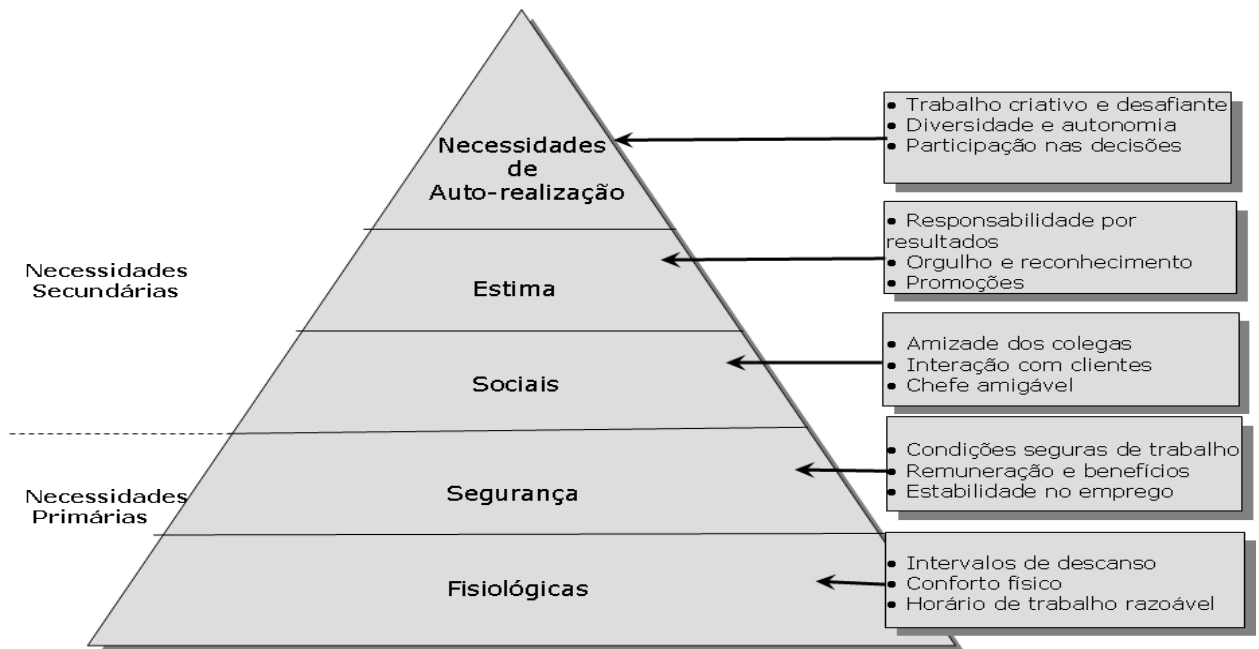 Necessidades
de
Auto-realização
• Trabalho criativo e desafiante
• Diversidade e autonomia
• Participação nas decisões
Necessidades
Secundárias
Estima
• Responsabilidade por
resultados
• Orgulho e reconhecimento
• Promoções
Sociais
• Amizade dos colegas
• Interação com clientes
• Chefe amigável
Necessidades
Primárias
Segurança
• Condições seguras de trabalho
• Remuneração e benefícios
• Estabilidade no emprego
Fisiológicas
• Intervalos de descanso
• Conforto físico
• Horário de trabalho razoável